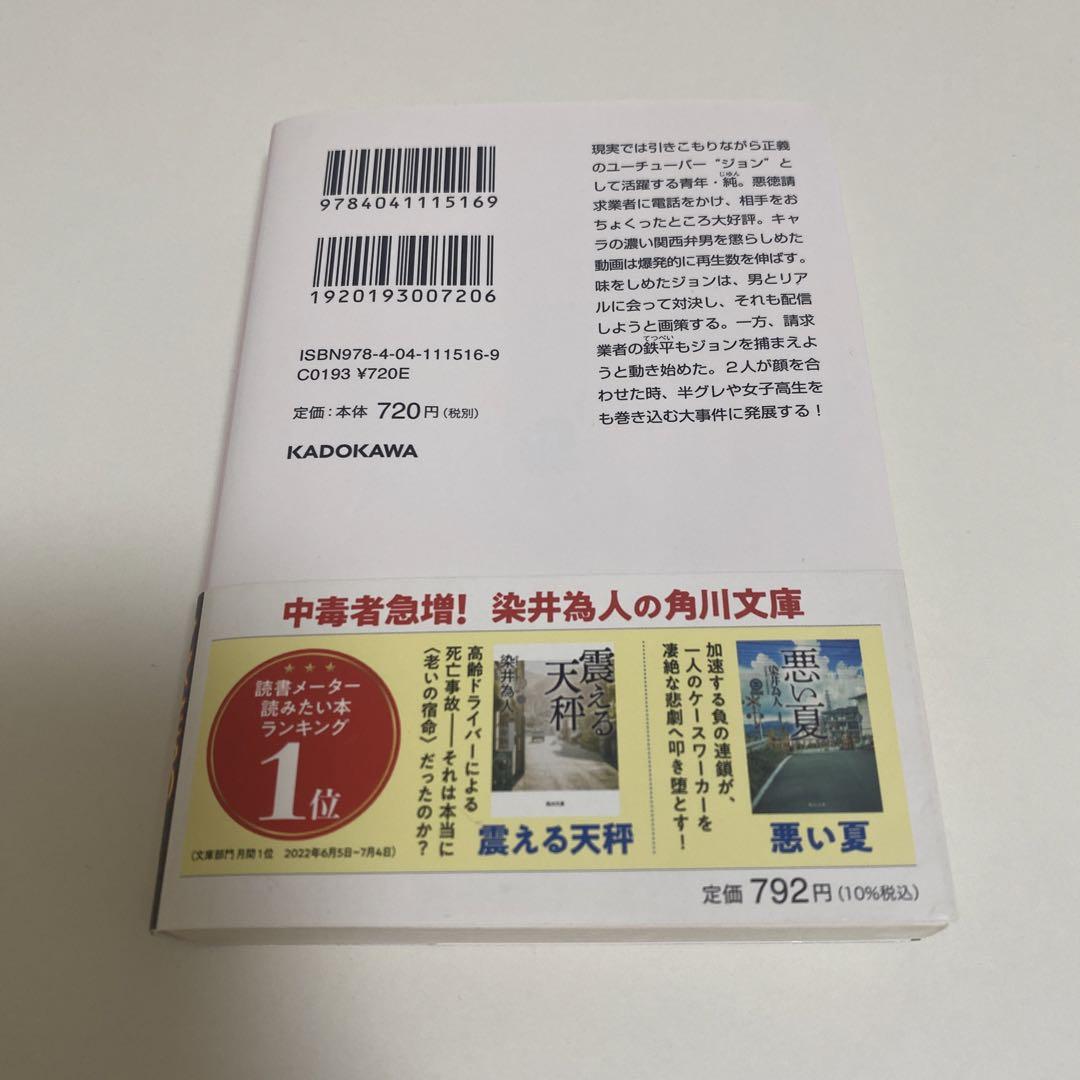 9784041115169
1920193007206
ISBN978-4-04-111516-9
C0193 ¥720E
定価:本体 720円(税別)
KADOKAWA
現実では引きこもりながら正義
のユーチューバー“ジョン”と
して活躍する青年・純。悪徳請
じゅん
求業者に電話をかけ、相手をお
ちょくったところ大好評。キャ
ラの濃い関西弁男を懲らしめた
動画は爆発的に再生数を伸ばす。
味をしめたジョンは、男とリア
ルに会って対決し、それも配信
しようと画策する。一方、請求
業者の鉄平もジョンを捕まえよ
てっぺい
うと動き始めた。2人が顔を合
わせた時、半グレや女子高生を
も巻き込む大事件に発展する!
中毒者急増! 染井為人の角川文庫
読書メーター
読みたい本
ランキング
1位
(文庫部門月間1位 2022年6月5日~7月4日)
高齢ドライバーによる
死亡事故——それは本当に
〈老いの宿命〉だったのか?
震える
天秤
染井為人
角川文庫
震える天秤
加速する負の連鎖が、
一人のケースワーカーを
凄絶な悲劇へ叩き堕とす!
悪い夏
染井為人
角川文庫
悪い夏
定価 792円(10%税込)